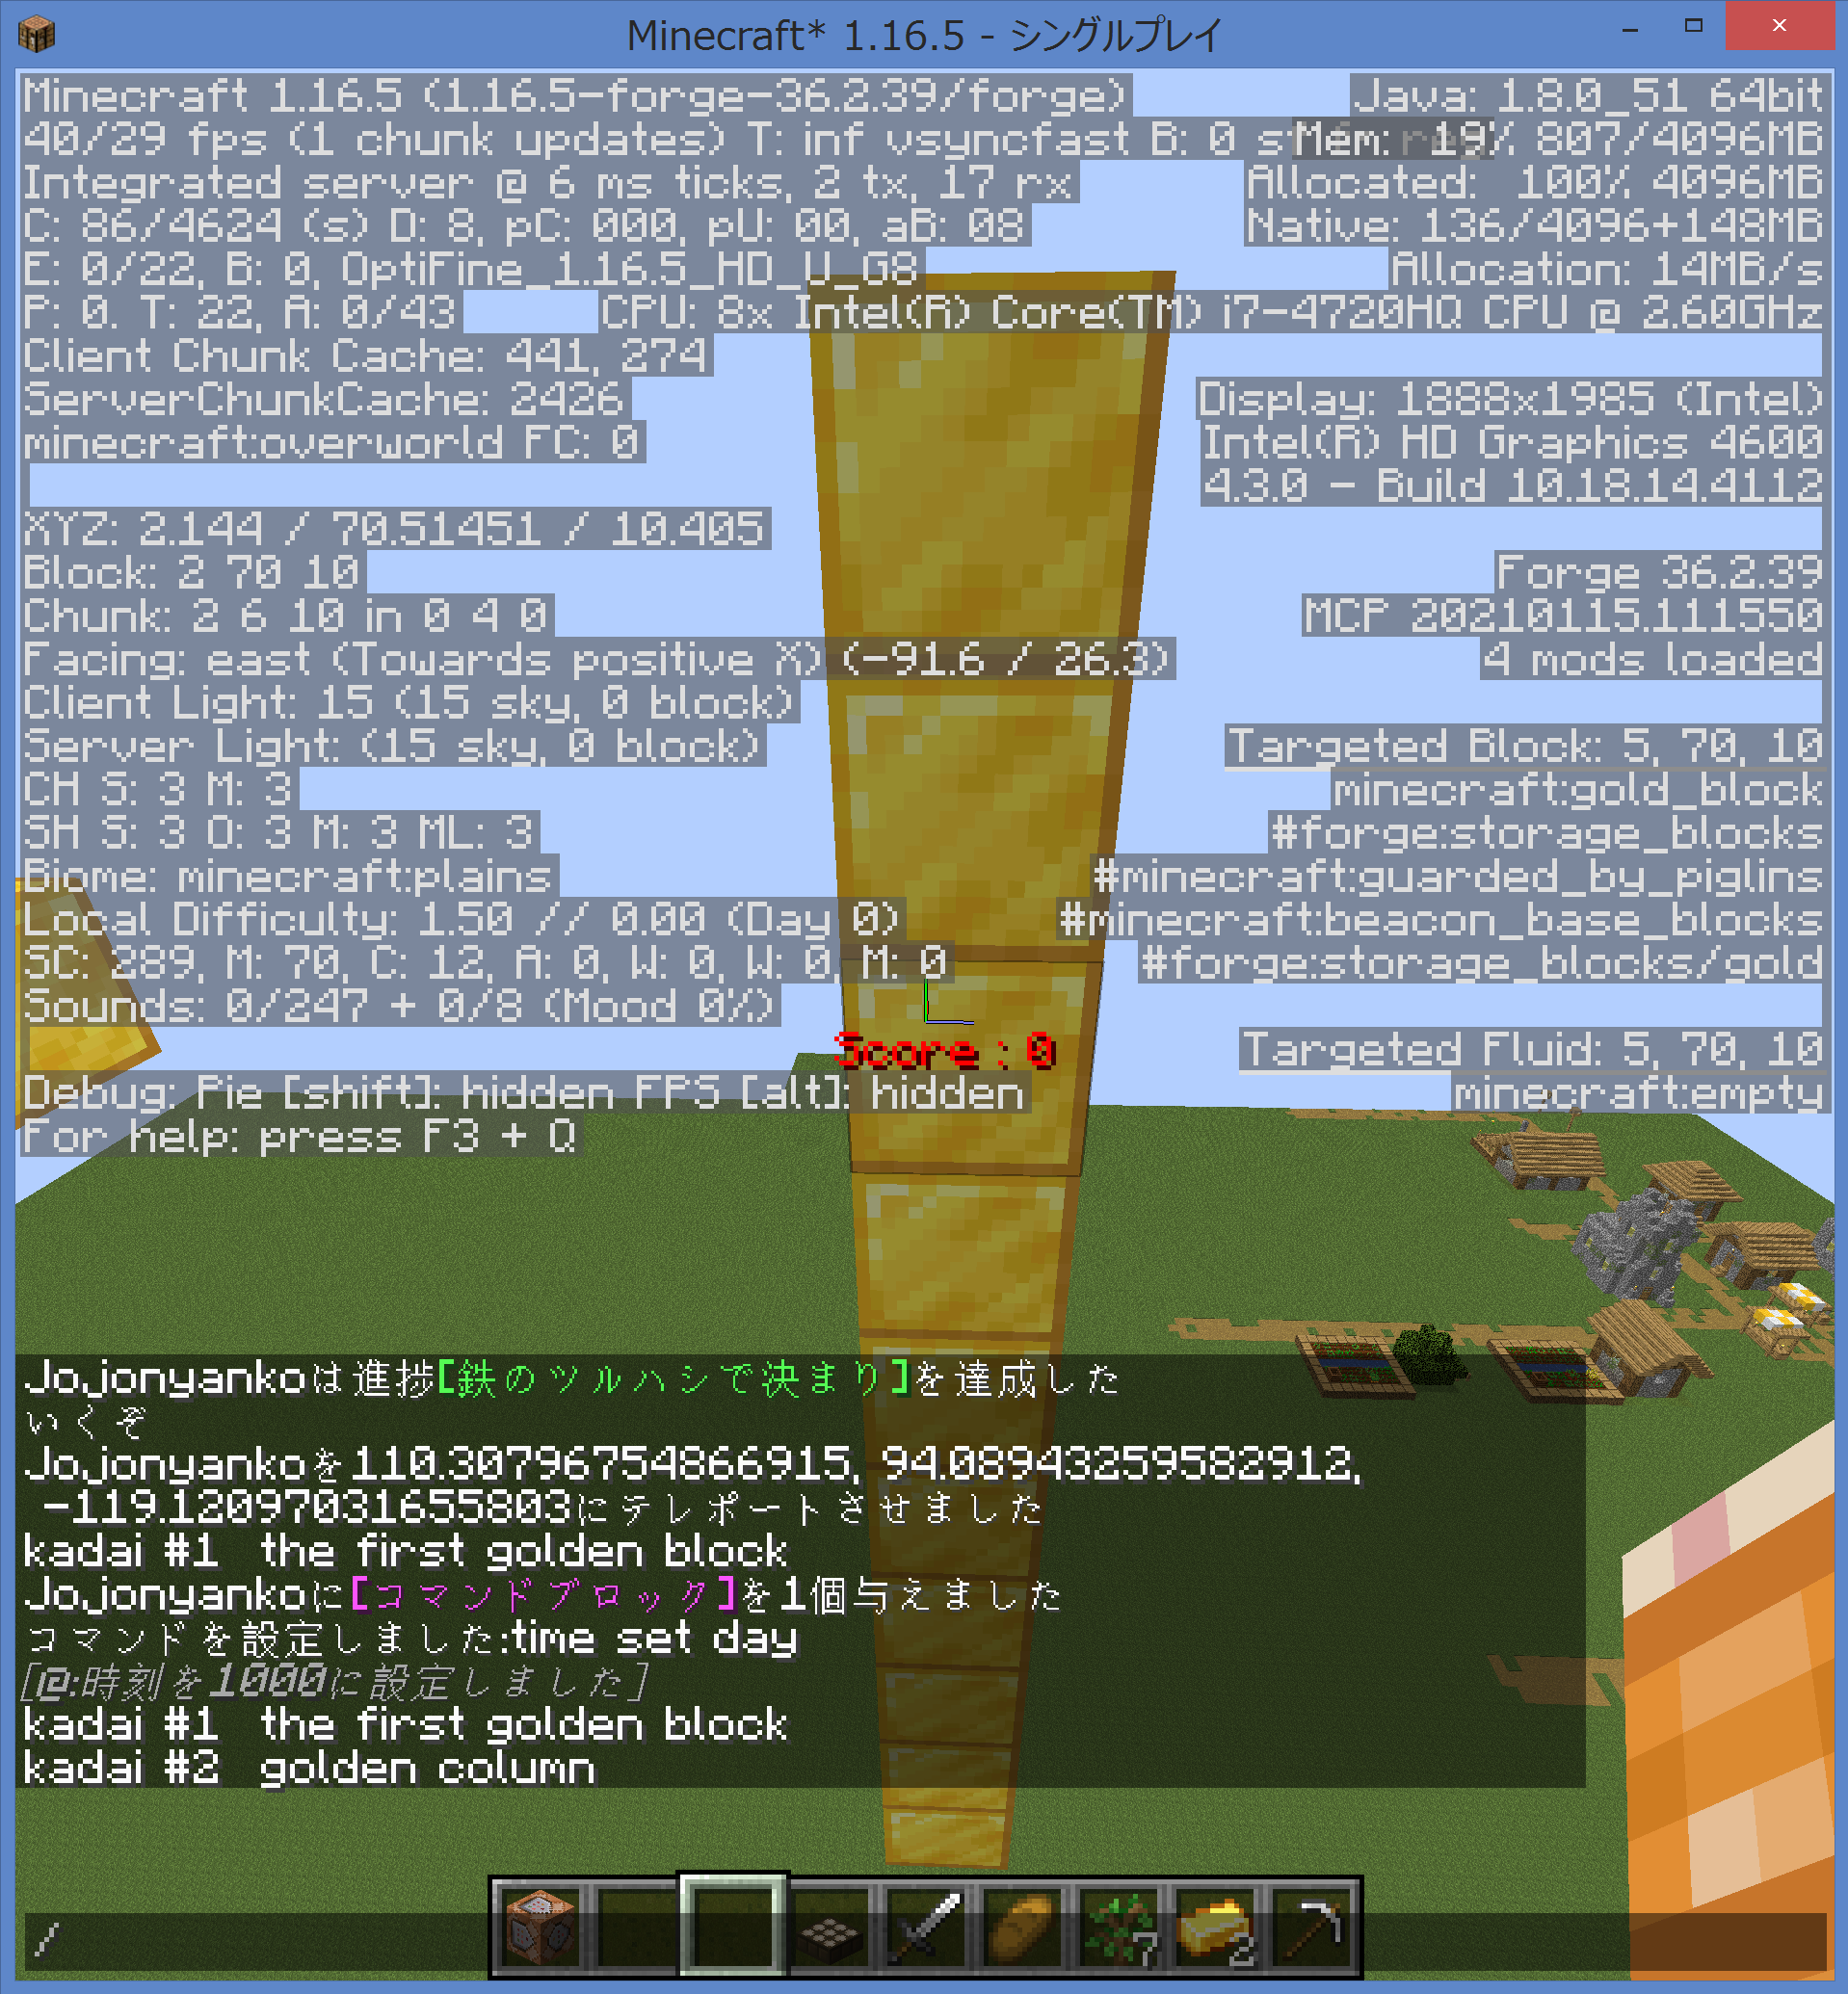 Minecraft* 1.16.5 - シングルプレイ
Minecraft 1.16.5 (1.16.5-forge-36.2.39/forge)
40/29 fps (1 chunk updates) T: inf vsyncfast B: 0
Integrated server @ 6 ms ticks, 2 tx, 17 rx
C: 86/4624 (s) D: 8, pC: 000, pU: 00, aB: 08
E: 0/22, B: 0, OptiFine_1.16.5_HD_U_G8
P: 0. T: 22, A: 0/43
Client Chunk Cache: 441, 274
ServerChunkCache: 2426
minecraft:overworld FC: 0
XYZ: 2.144 / 70.51451 / 10.405
Block: 2 70 10
Chunk: 2 6 10 in 0 4 0
Facing: east (Towards positive X) (-91.6 / 26.3)
Client Light: 15 (15 sky, 0 block)
Server Light: (15 sky, 0 block)
CH S: 3 M: 3
SH S: 3 O: 3 M: 3 ML: 3
Biome: minecraft:plains
Local Difficulty: 1.50 // 0.00 (Day 0)
SC: 289, M: 70, C: 12, A: 0, W: 0, W: 0, M: 0
Sounds: 0/247 + 0/8 (Mood 0%)
Debug: Pie [shift]: hidden FPS [alt]: hidden
For help: press F3 + Q
Java: 1.8.0_51 64bit
Mem: 19% 807/4096MB
Allocated: 100% 4096MB
Native: 136/4096+148MB
Allocation: 14MB/s
CPU: 8x Intel(R) Core(TM) i7-4720HQ CPU @ 2.60GHz
Display: 1888x1985 (Intel)
Intel(R) HD Graphics 4600
4.3.0 - Build 10.18.14.4112
Forge 36.2.39
MCP 20210115.111550
4 mods loaded
Targeted Block: 5, 70, 10
minecraft:gold_block
#forge:storage_blocks
#minecraft:guarded_by_piglins
#minecraft:beacon_base_blocks
#forge:storage_blocks/gold
Targeted Fluid: 5, 70, 10
minecraft:empty
Score : 0
Jojonyankoは進捗[鉄のツルハシで決まり]を達成した
いくぞ
Jojonyankoを110.307967548669​15, 94.08943259582912,
-119.120970316558​03にテレポートさせました
kadai #1 the first golden block
Jojonyankoに[コマンドブロック]を1個与えました
コマンドを設定しました:time set day
[@:時刻を1000に設定しました]
kadai #1 the first golden block
kadai #2 golden column
7
2
/